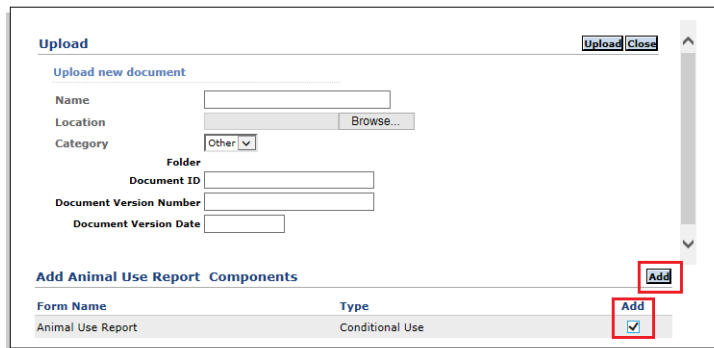 Upload Upload Close
Upload new document
Name
Location Browse...
Category Other
Folder
Document ID
Document Version Number
Document Version Date
Add Animal Use Report Components Add
Form Name Type Add
Animal Use Report Conditional Use